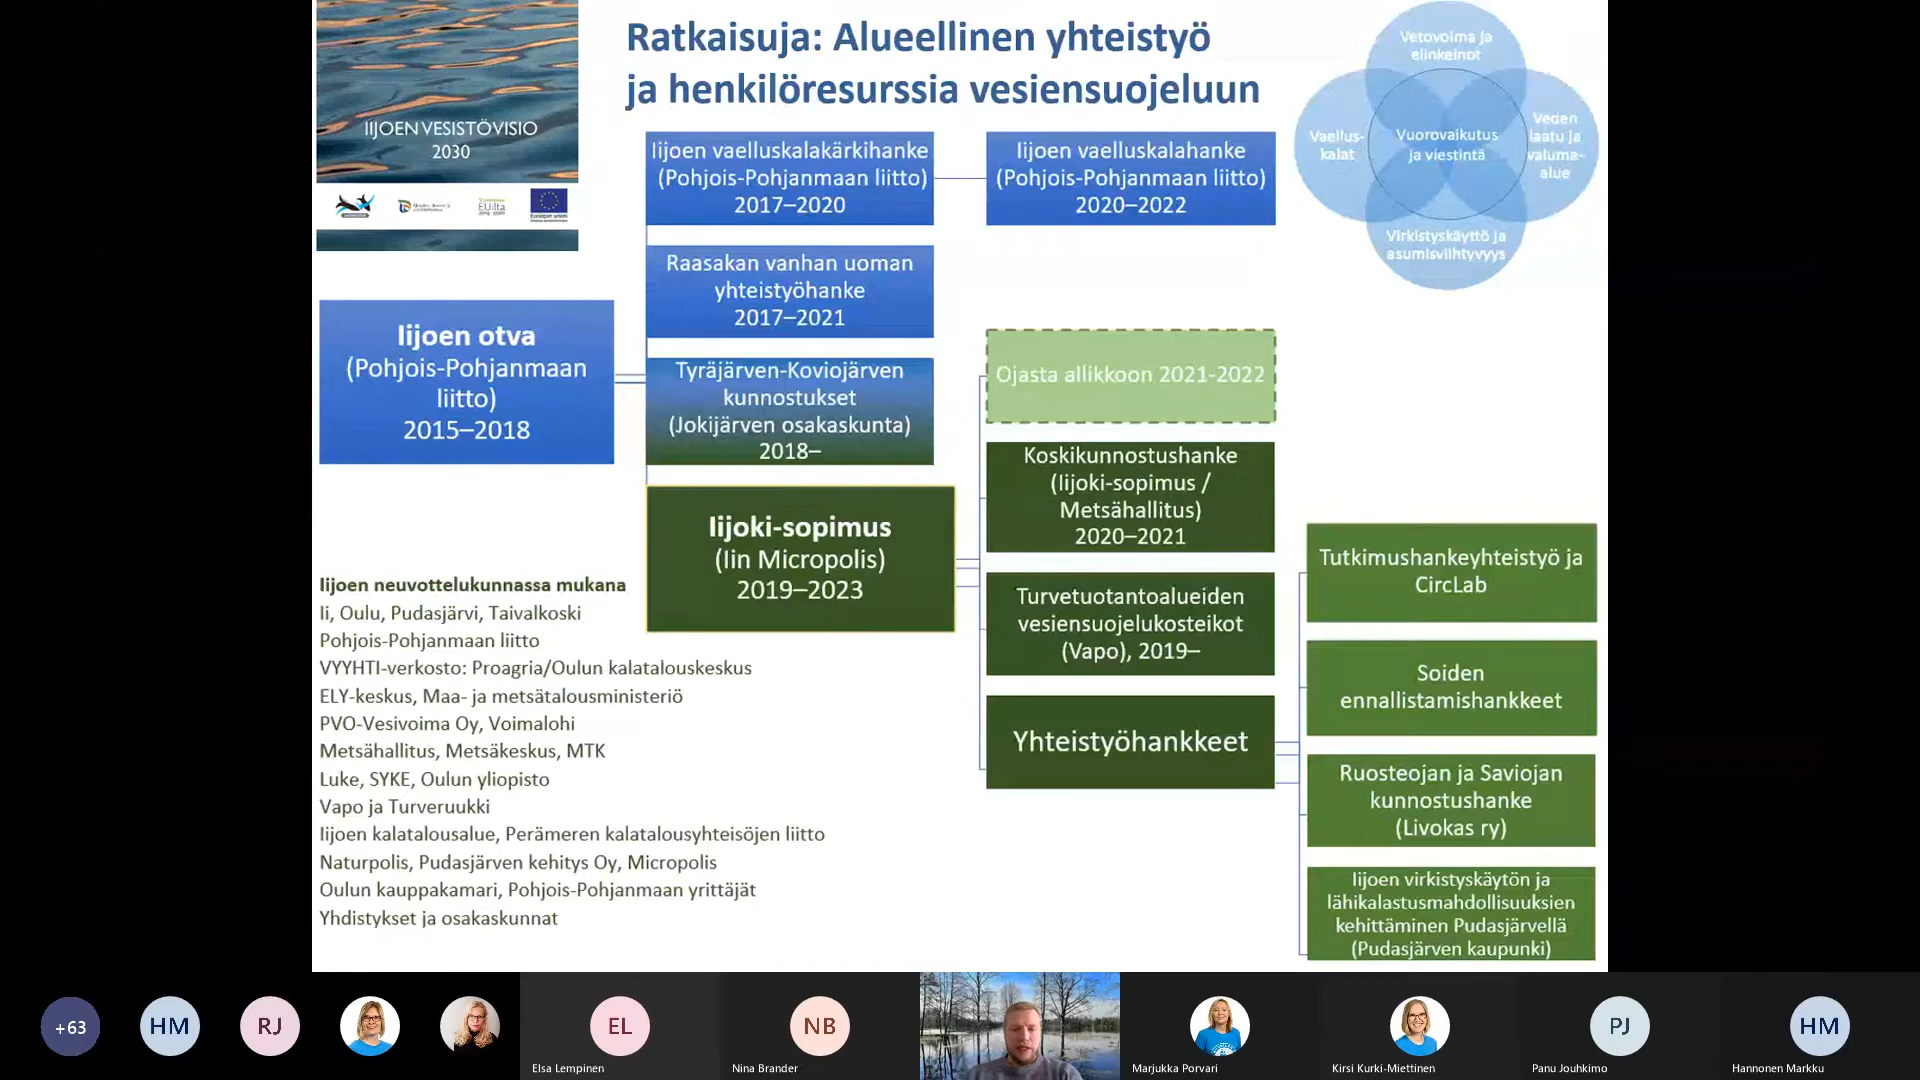 Ratkaisuja: Alueellinen yhteistyö
ja henkilöresurssia vesiensuojeluun
IIJOEN VESISTÖVISIO
2030
EU:lta
Euroopan unioni
Vetovoima ja
elinkeinot
Vaellus-
kalat
Vuorovaikutus
ja viestintä
Veden
laatu ja
valuma-
alue
Virkistyskäyttö ja
asumisviihtyvyys
Iijoen otva
(Pohjois-Pohjanmaan
liitto)
2015–2018
Iijoen vaelluskalakärkihanke
(Pohjois-Pohjanmaan liitto)
2017–2020
Iijoen vaelluskalahanke
(Pohjois-Pohjanmaan liitto)
2020–2022
Raasakan vanhan uoman
yhteistyöhanke
2017–2021
Tyräjärven-Koviojärven
kunnostukset
(Jokijärven osakaskunta)
2018–
Iijoki-sopimus
(Iin Micropolis)
2019–2023
Ojasta allikkoon 2021-2022
Koskikunnostushanke
(Iijoki-sopimus /
Metsähallitus)
2020–2021
Turvetuotantoalueiden
vesiensuojelukosteikot
(Vapo), 2019–
Yhteistyöhankkeet
Tutkimushankeyhteistyö ja
CircLab
Soiden
ennallistamishankkeet
Ruosteojan ja Saviojan
kunnostushanke
(Livokas ry)
Iijoen virkistyskäytön ja
lähikalastusmahdollisuuksien
kehittäminen Pudasjärvellä
(Pudasjärven kaupunki)
Iijoen neuvottelukunnassa mukana
Ii, Oulu, Pudasjärvi, Taivalkoski
Pohjois-Pohjanmaan liitto
VYYHTI-verkosto: Proagria/Oulun kalatalouskeskus
ELY-keskus, Maa- ja metsätalousministeriö
PVO-Vesivoima Oy, Voimalohi
Metsähallitus, Metsäkeskus, MTK
Luke, SYKE, Oulun yliopisto
Vapo ja Turveruukki
Iijoen kalatalousalue, Perämeren kalatalousyhteisöjen liitto
Naturpolis, Pudasjärven kehitys Oy, Micropolis
Oulun kauppakamari, Pohjois-Pohjanmaan yrittäjät
Yhdistykset ja osakaskunnat
+63
HM
RJ
EL
Elsa Lempinen
NB
Nina Brander
Marjukka Porvari
Kirsi Kurki-Miettinen
PJ
Panu Jouhkimo
HM
Hannonen Markku